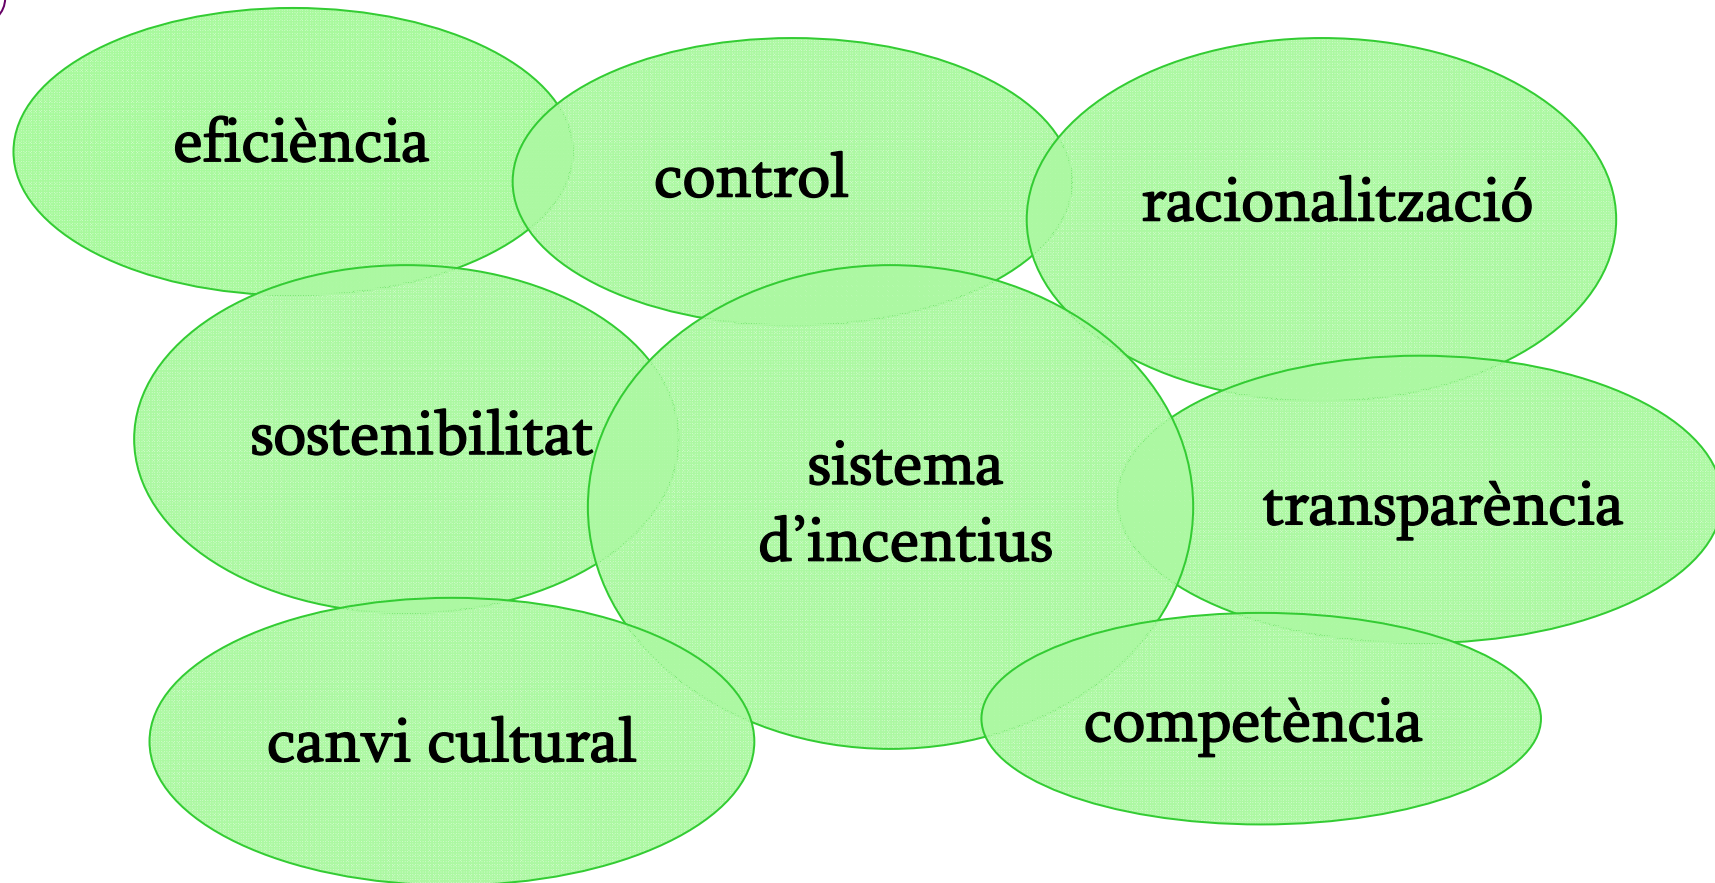 eficiència
control
racionalització
sostenibilitat
sistema
d’incentius
transparència
canvi cultural
competència